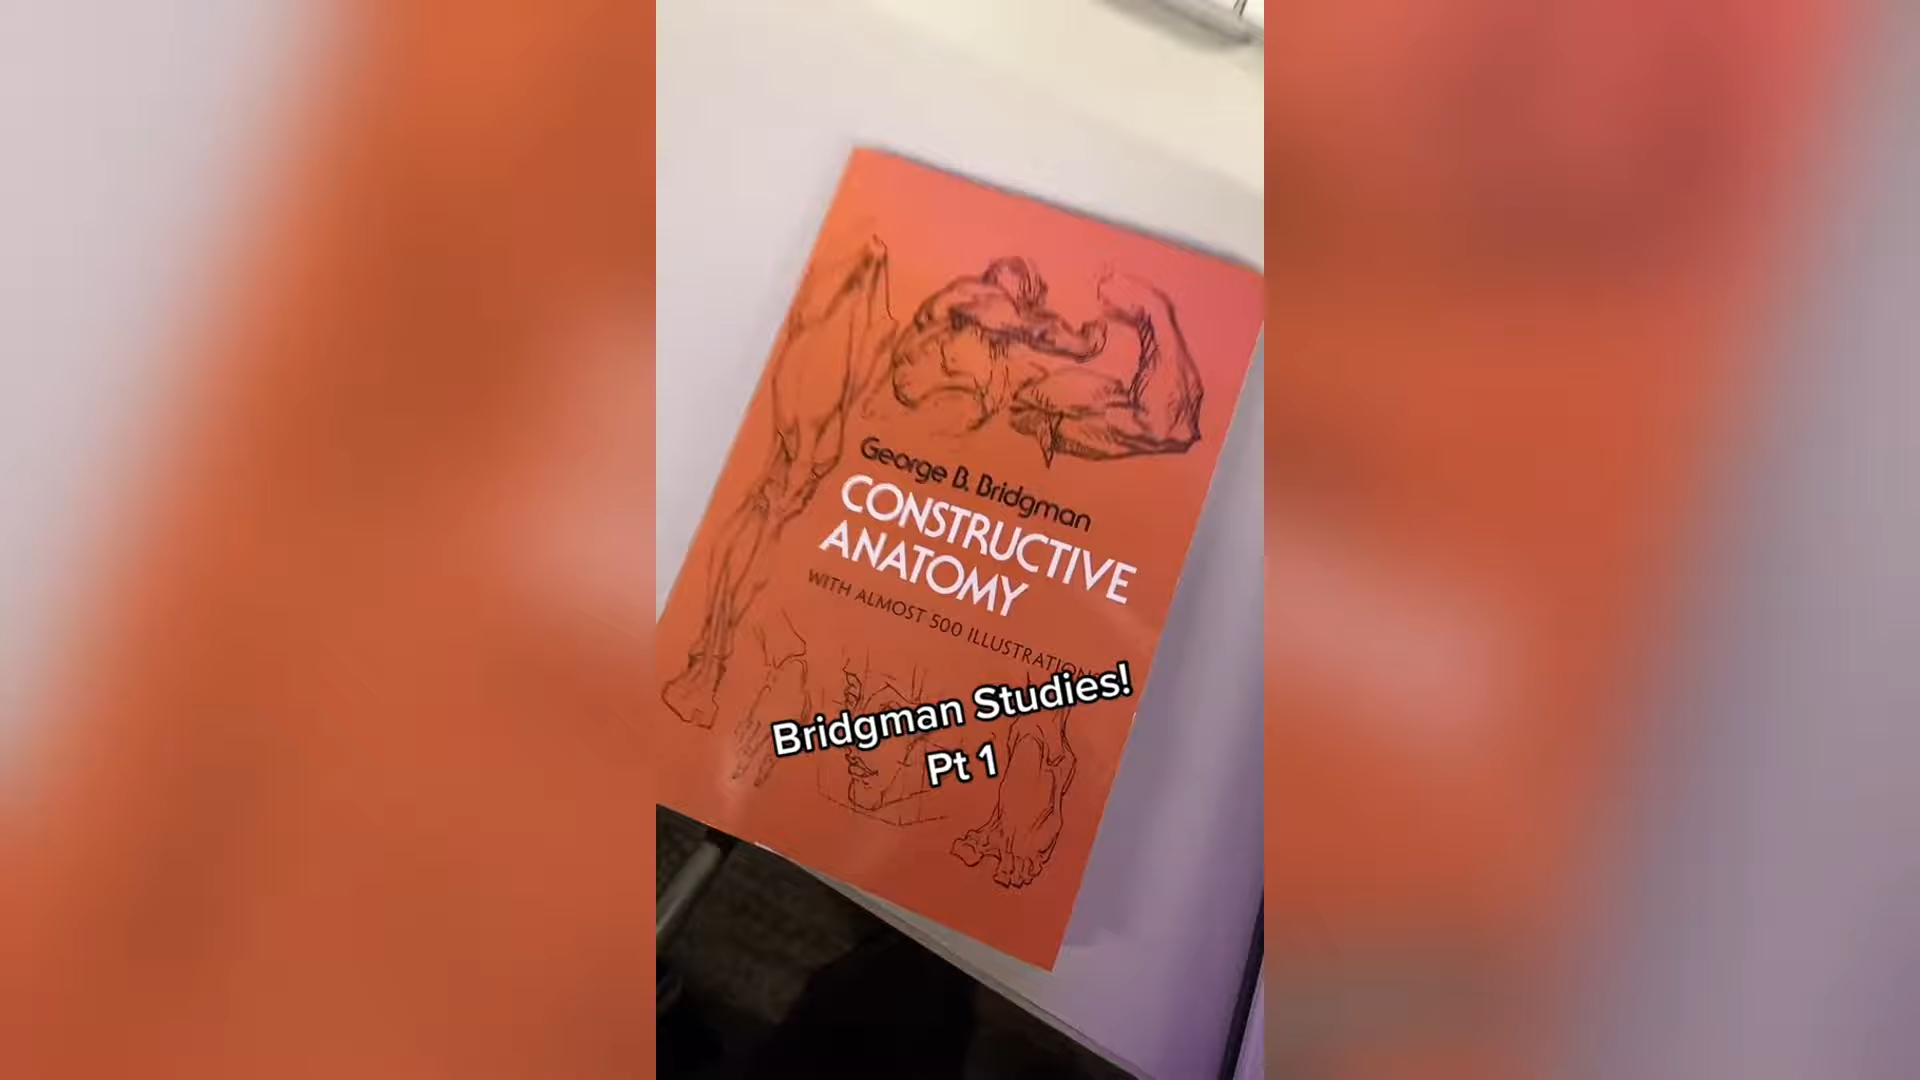 George B. Bridgman
CONSTRUCTIVE
ANATOMY
WITH ALMOST 500 ILLUSTRATIONS
Bridgman Studies!
Pt 1